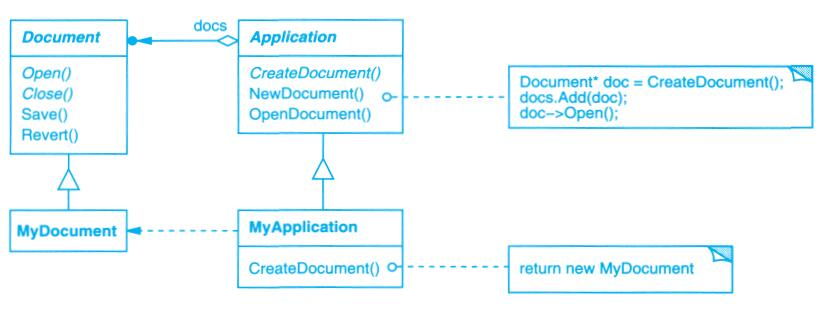 docs
Document
Open()
Close()
Save()
Revert()
Application
CreateDocument()
NewDocument()
OpenDocument()
Document* doc = CreateDocument();
docs.Add(doc);
doc->Open();
MyDocument
MyApplication
CreateDocument()
return new MyDocument